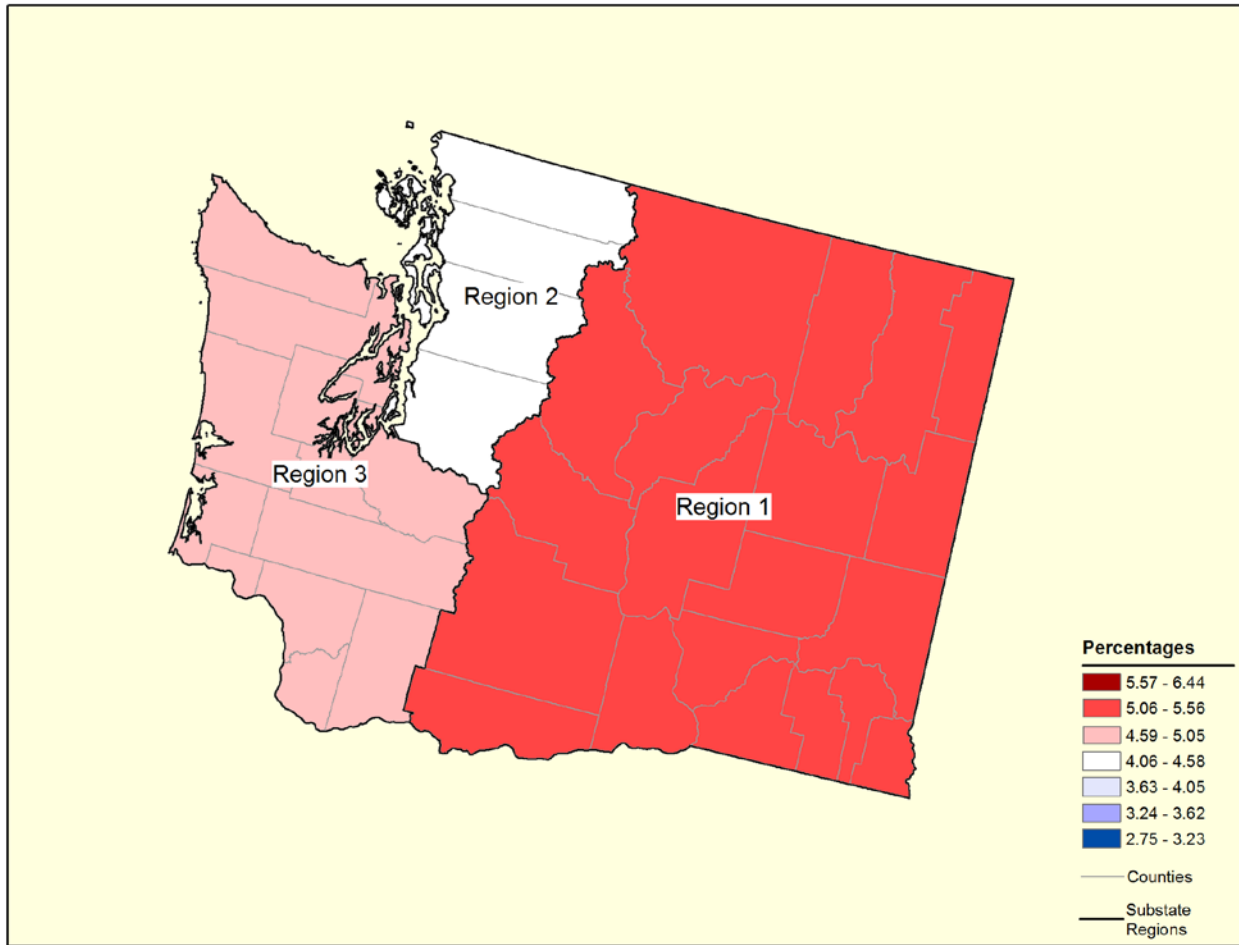 Region 2
Region 3
Region 1
Percentages
5.57 - 6.44
5.06 - 5.56
4.59 - 5.05
4.06 - 4.58
3.63 - 4.05
3.24 - 3.62
2.75 - 3.23
Counties
Substate
Regions